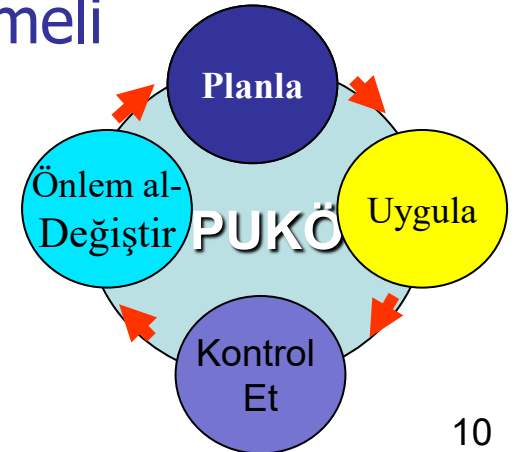 meli
Planla
Önlem al-
Değiştir
PUKÖ
Uygula
Kontrol
Et
10